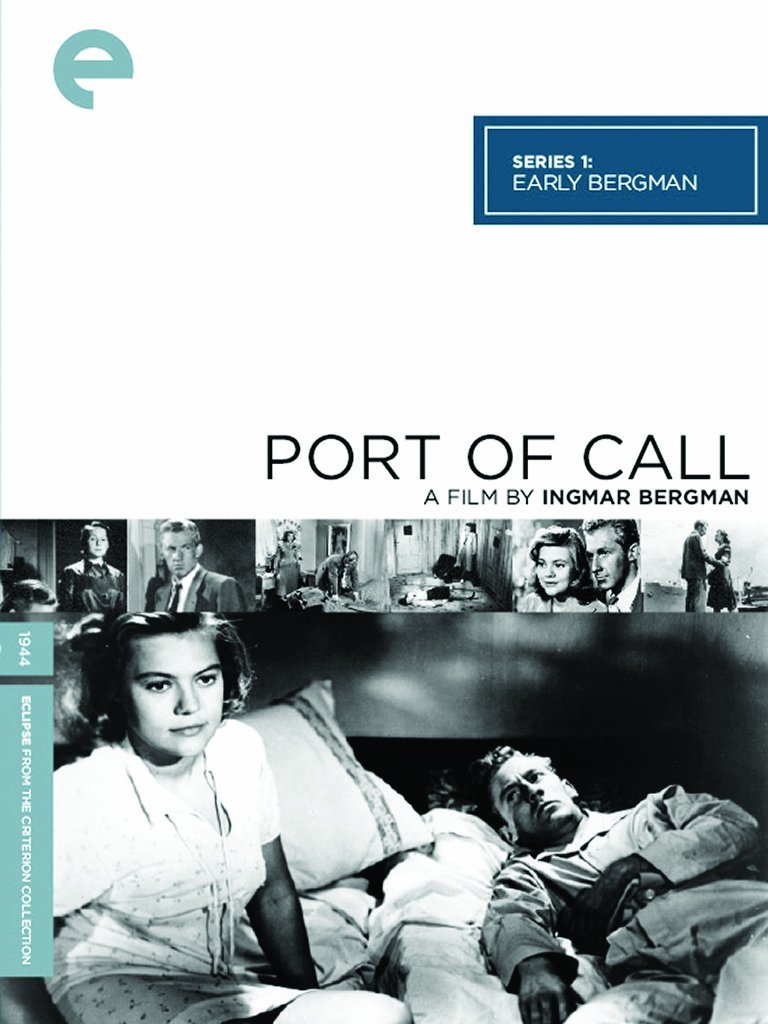 e
SERIES 1:
EARLY BERGMAN
PORT OF CALL
A FILM BY INGMAR BERGMAN
1944
ECLIPSE FROM THE CRITERION COLLECTION